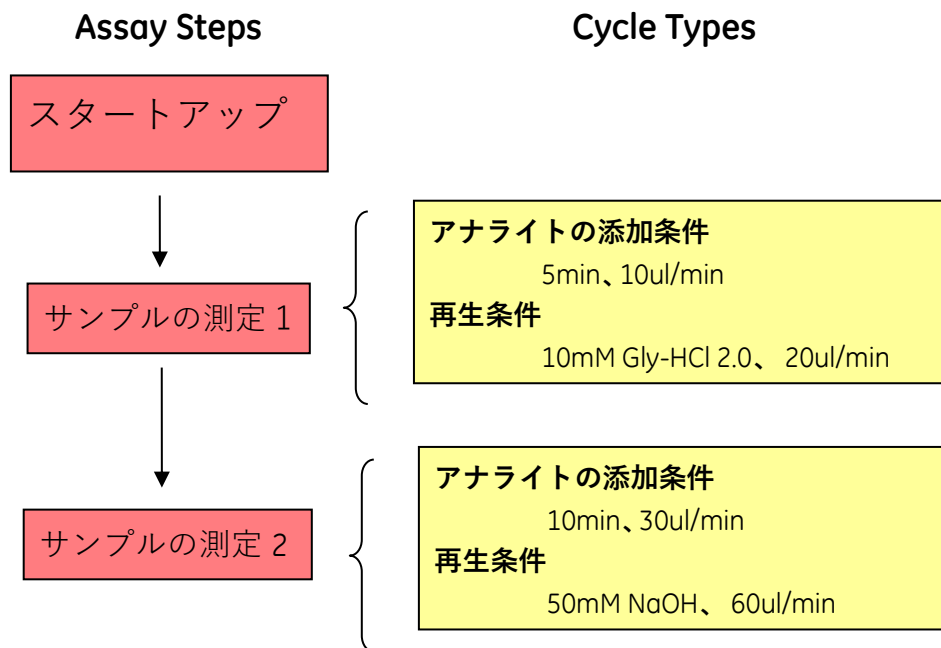 Assay Steps
Cycle Types
スタートアップ
サンプルの測定 1
アナライトの添加条件
5min、10ul/min
再生条件
10mM Gly-HCl 2.0、 20ul/min
サンプルの測定 2
アナライトの添加条件
10min、30ul/min
再生条件
50mM NaOH、 60ul/min